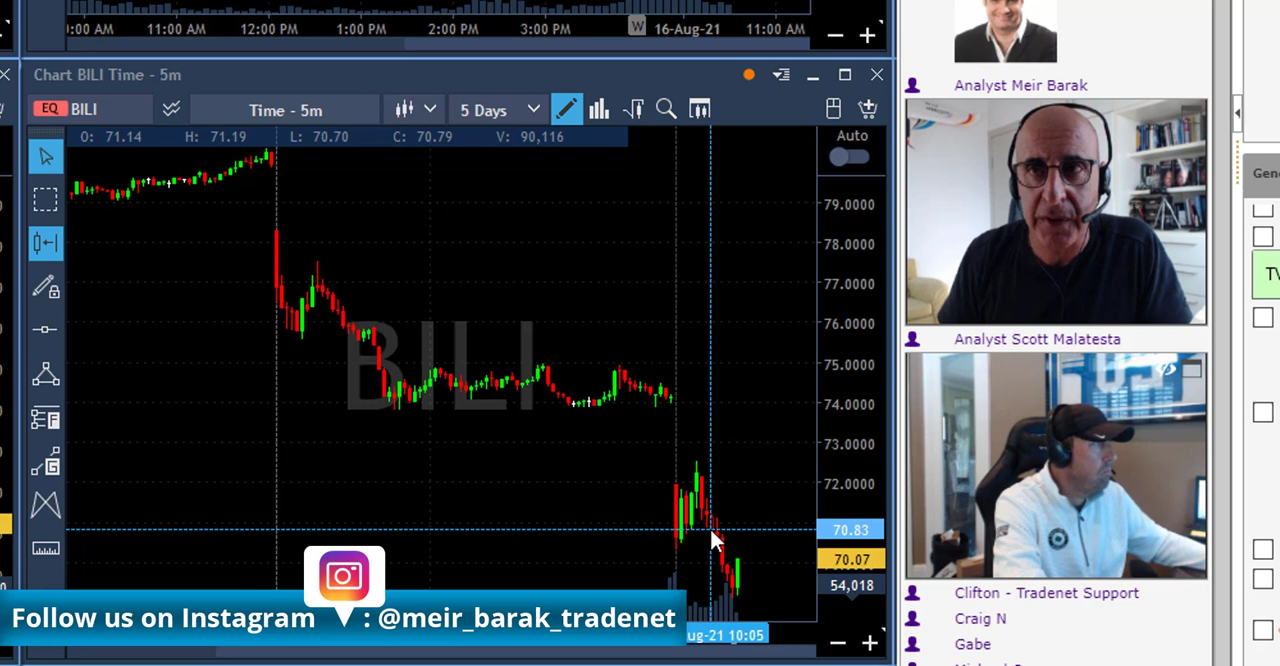 :00 AM 11:00 AM 12:00 PM 1:00 PM 2:00 PM 3:00 PM W 16-Aug-21 11:00 AM
Chart BILI Time - 5m
EQ BILI Time - 5m 5 Days
O: 71.14 H: 71.19 L: 70.70 C: 70.79 V: 90,116
Auto
79.0000
78.0000
77.0000
76.0000
75.0000
74.0000
73.0000
72.0000
70.83
70.07
54,018
BILI
F
G
Follow us on Instagram : @meir_barak_tradenet
ug-21 10:05
Analyst Meir Barak
Analyst Scott Malatesta
Clifton - Tradenet Support
Craig N
Gabe
Gen
TV